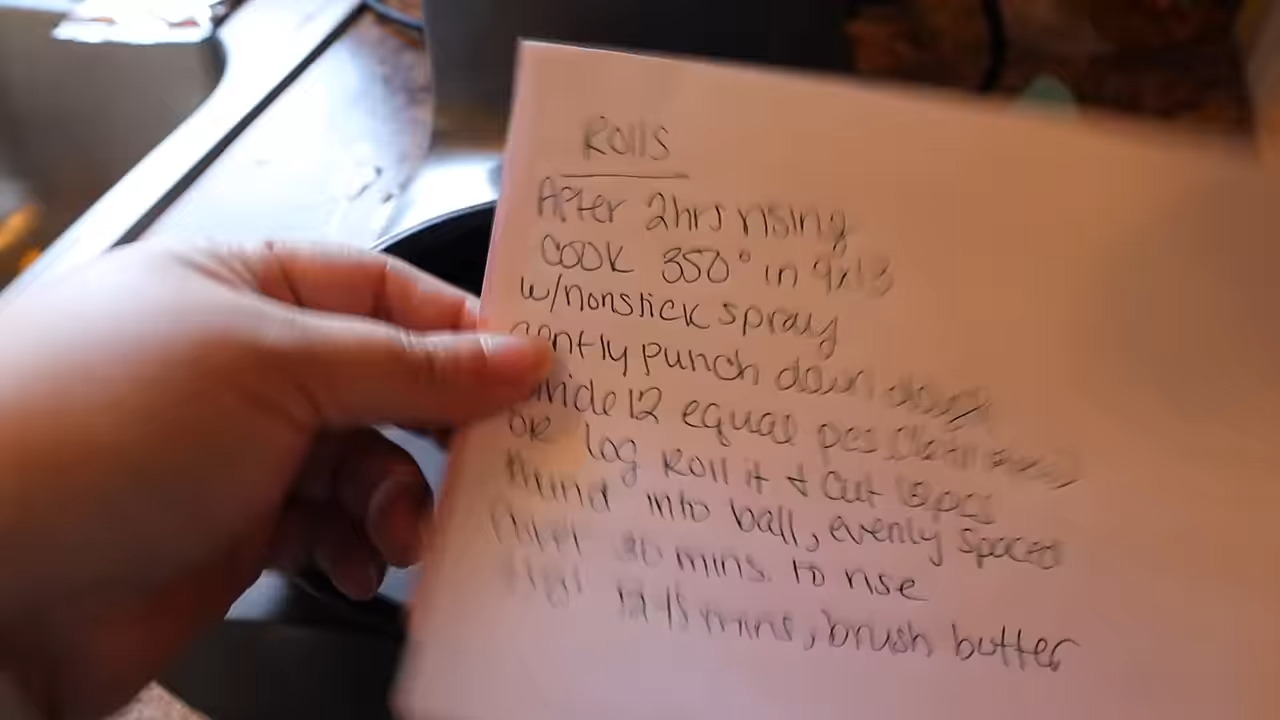 Rolls
After 2hrs rising
COOK 350° in 9x13
w/nonstick spray
gently punch down
divide 12 equal pcs
OR log Roll it & cut pcs
into ball, evenly spaced
mins. to rise
12-15 mins, brush butter